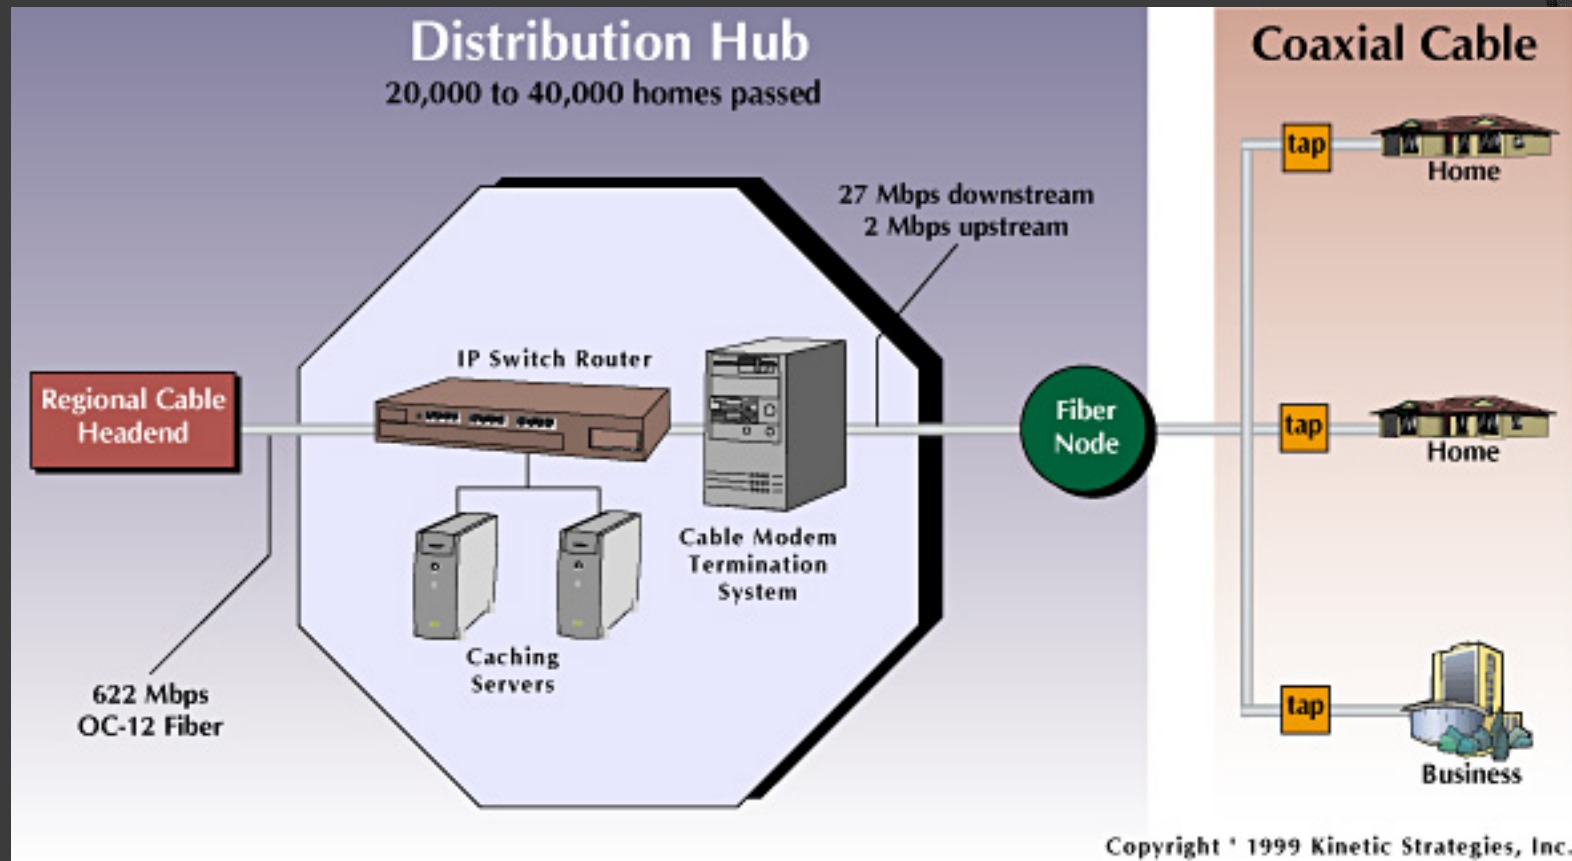 Distribution Hub
20,000 to 40,000 homes passed
Coaxial Cable
tap
Home
27 Mbps downstream
2 Mbps upstream
IP Switch Router
Regional Cable
Headend
Fiber
Node
tap
Home
Cable Modem
Termination
System
Caching
Servers
622 Mbps
OC-12 Fiber
tap
Business
Copyright ' 1999 Kinetic Strategies, Inc.